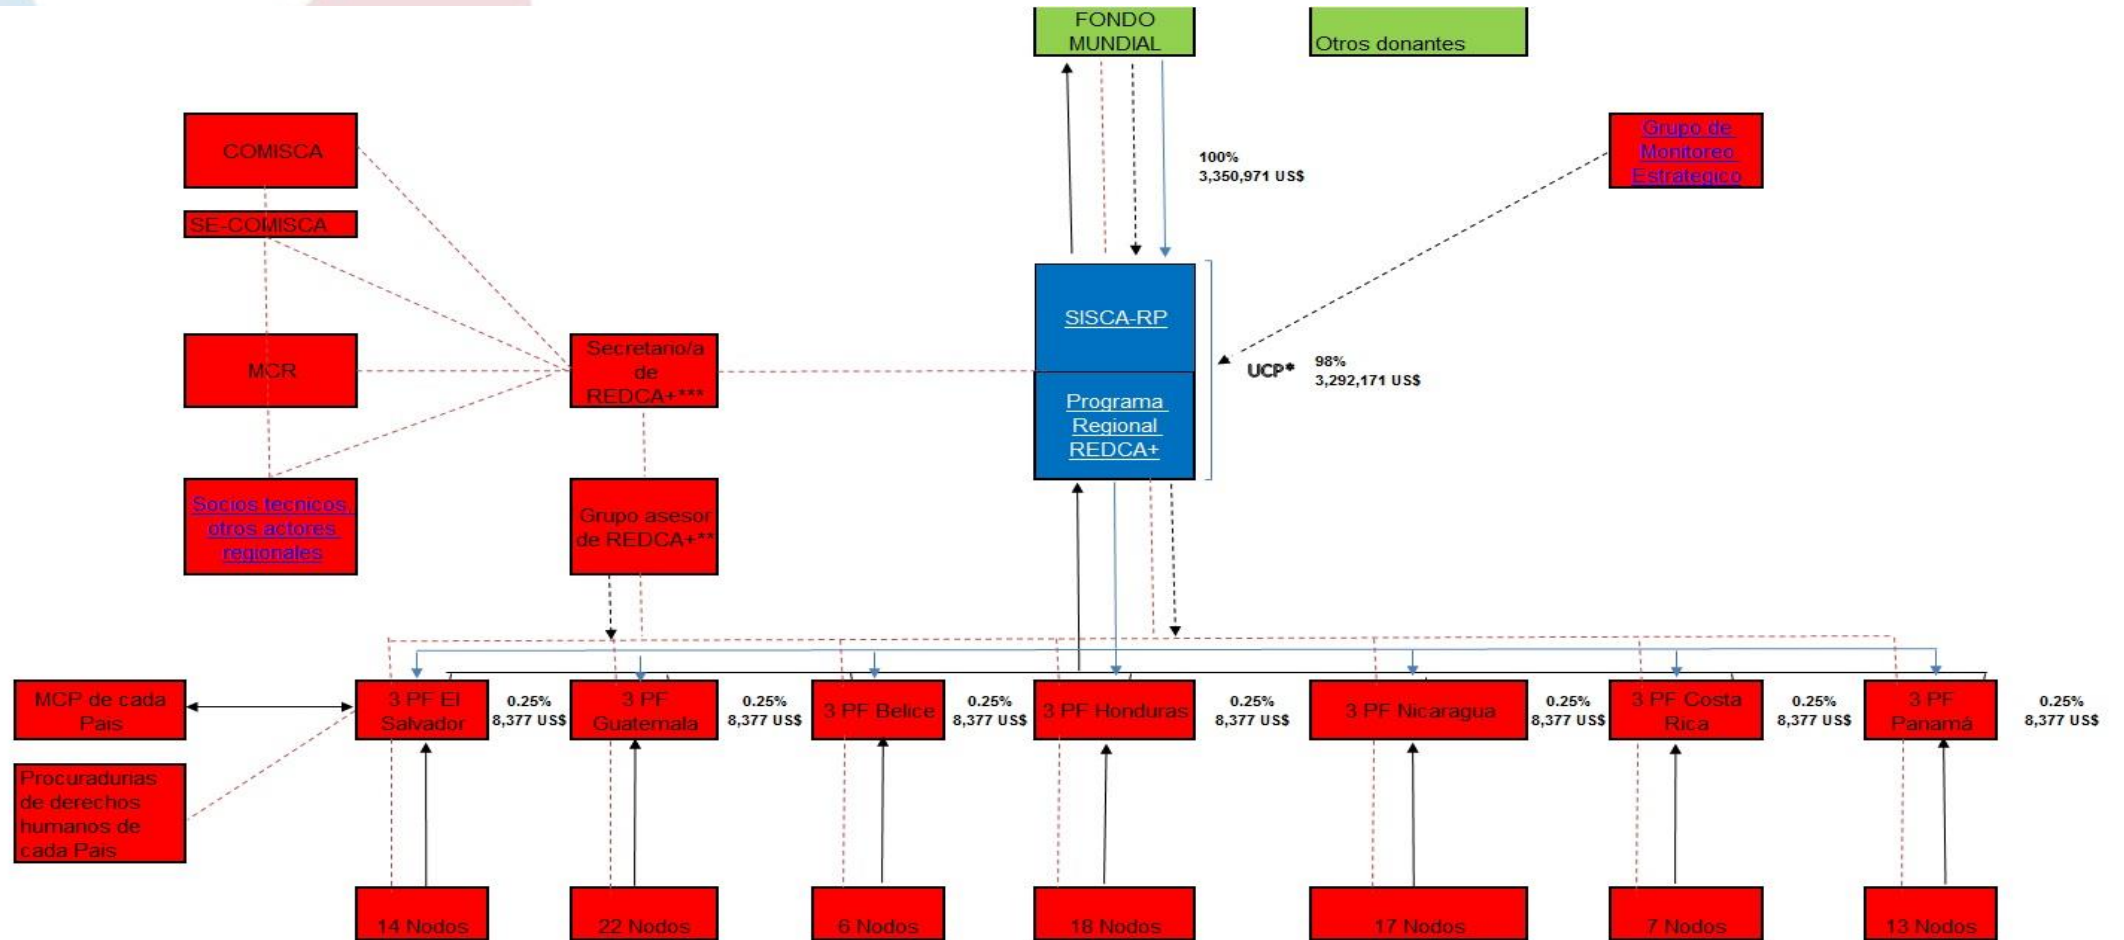 FONDO
MUNDIAL
Otros donantes
COMISCA
Grupo de
Monitoreo
Estrategico
100%
3,350,971 US$
SE-COMISCA
SISCA-RP
MCR
Secretario/a
de
REDCA+***
UCP*
98%
3,292,171 US$
Programa
Regional
REDCA+
Socios tecnicos,
otros actores
regionales
Grupo asesor
de REDCA+**
MCP de cada
Pais
3 PF El
Salvador
0.25%
8,377 US$
3 PF
Guatemala
0.25%
8,377 US$
3 PF Belice
0.25%
8,377 US$
3 PF Honduras
0.25%
8,377 US$
3 PF Nicaragua
0.25%
8,377 US$
3 PF Costa
Rica
0.25%
8,377 US$
3 PF
Panamá
0.25%
8,377 US$
Procuradurias
de derechos
humanos de
cada Pais
14 Nodos
22 Nodos
6 Nodos
18 Nodos
17 Nodos
7 Nodos
13 Nodos